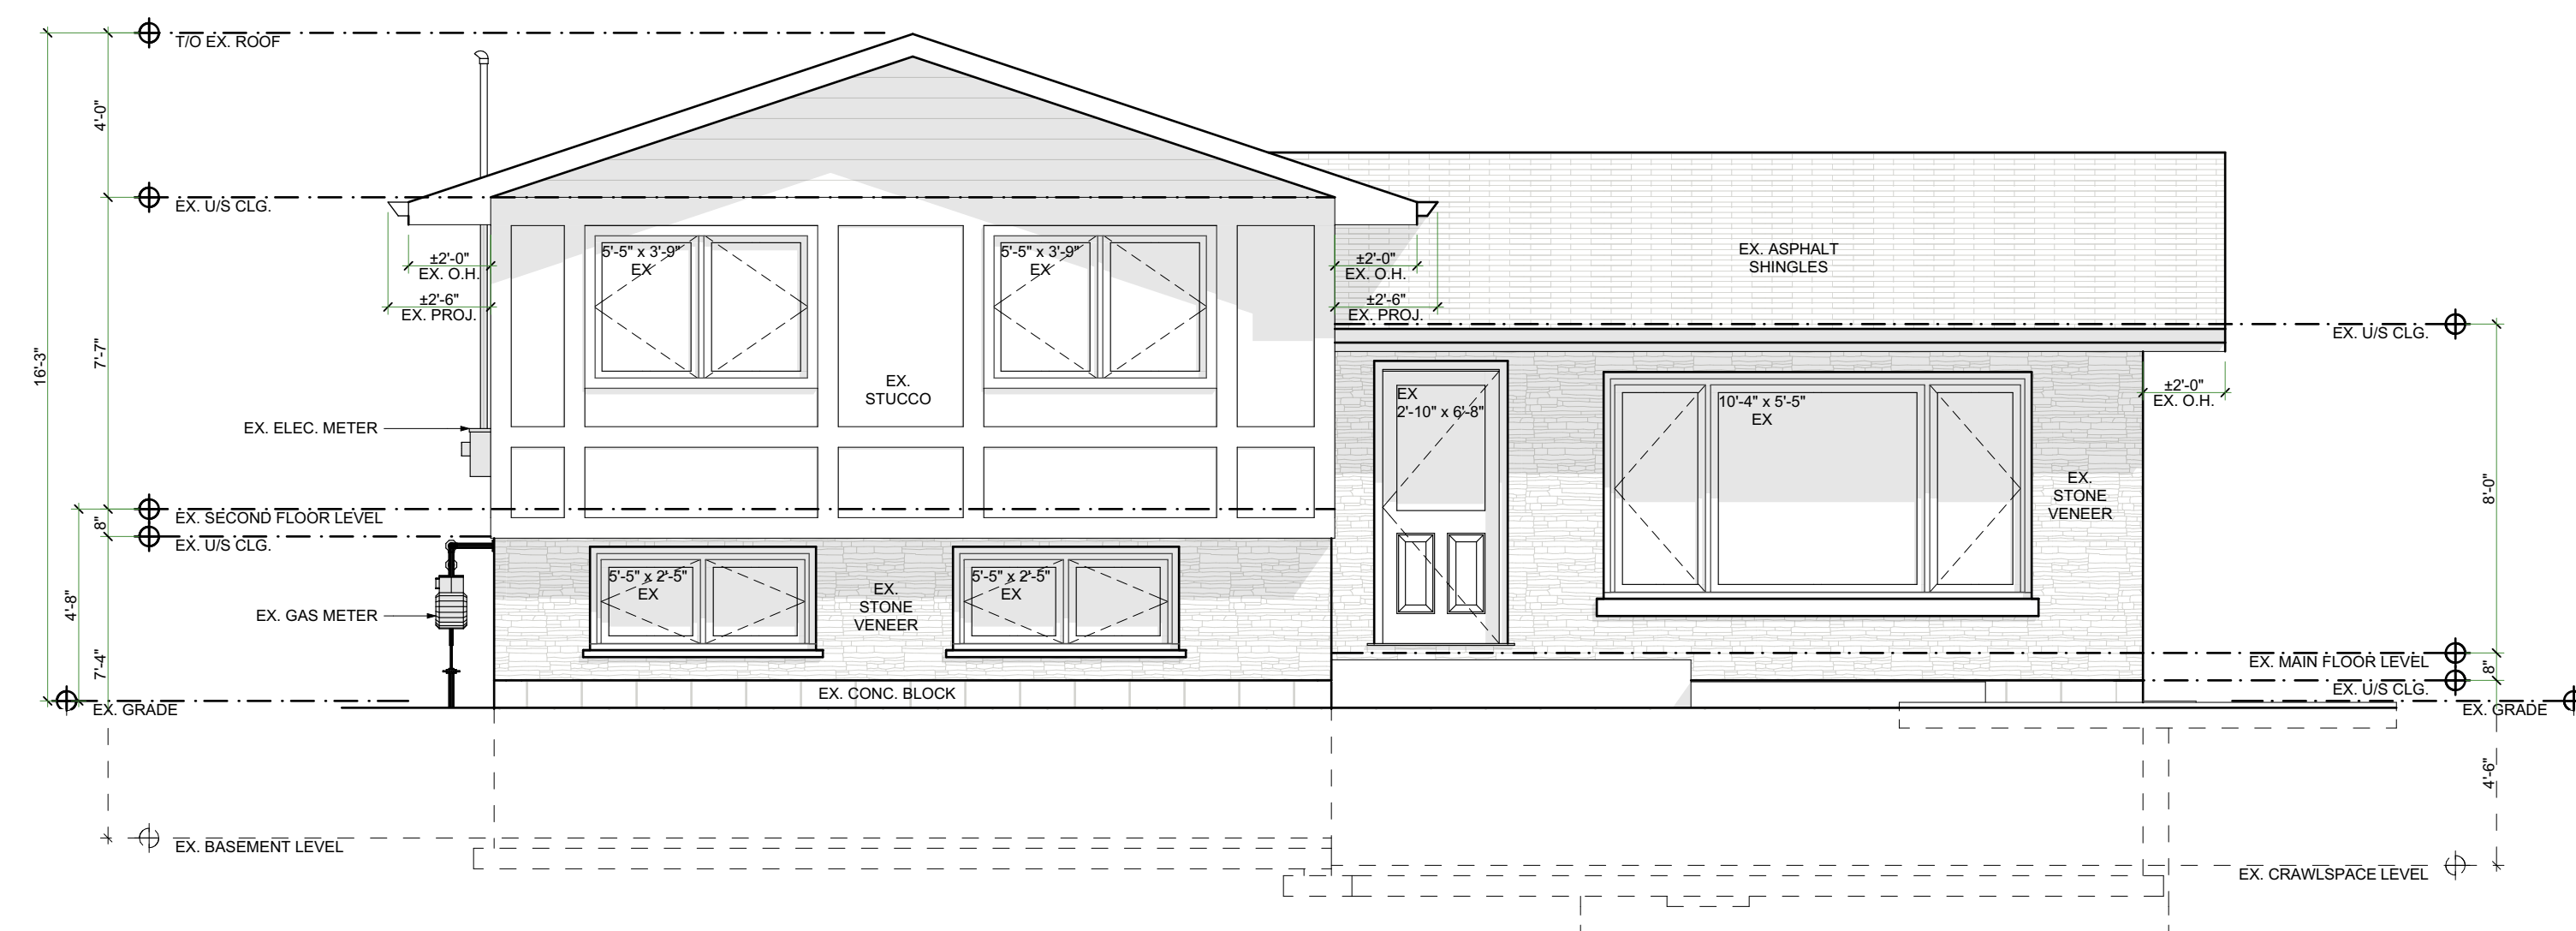 T/O EX. ROOF
4'-0"
EX. U/S CLG.
±2'-0"
EX. O.H.
±2'-6"
EX. PROJ.
5'-5" x 3'-9"
EX
5'-5" x 3'-9"
EX
±2'-0"
EX. O.H.
±2'-6"
EX. PROJ.
EX. ASPHALT
SHINGLES
EX. U/S CLG.
16'-3"
7'-7"
EX.
STUCCO
EX
2'-10" x 6'-8"
10'-4" x 5'-5"
EX
±2'-0"
EX. O.H.
EX. ELEC. METER
EX.
STONE
VENEER
8'-0"
EX. SECOND FLOOR LEVEL
8"
EX. U/S CLG.
5'-5" x 2'-5"
EX
EX.
STONE
VENEER
5'-5" x 2'-5"
EX
4'-8"
EX. GAS METER
7'-4"
EX. MAIN FLOOR LEVEL
8"
EX. U/S CLG.
EX. CONC. BLOCK
EX. GRADE
EX. GRADE
4'-6"
EX. BASEMENT LEVEL
EX. CRAWLSPACE LEVEL